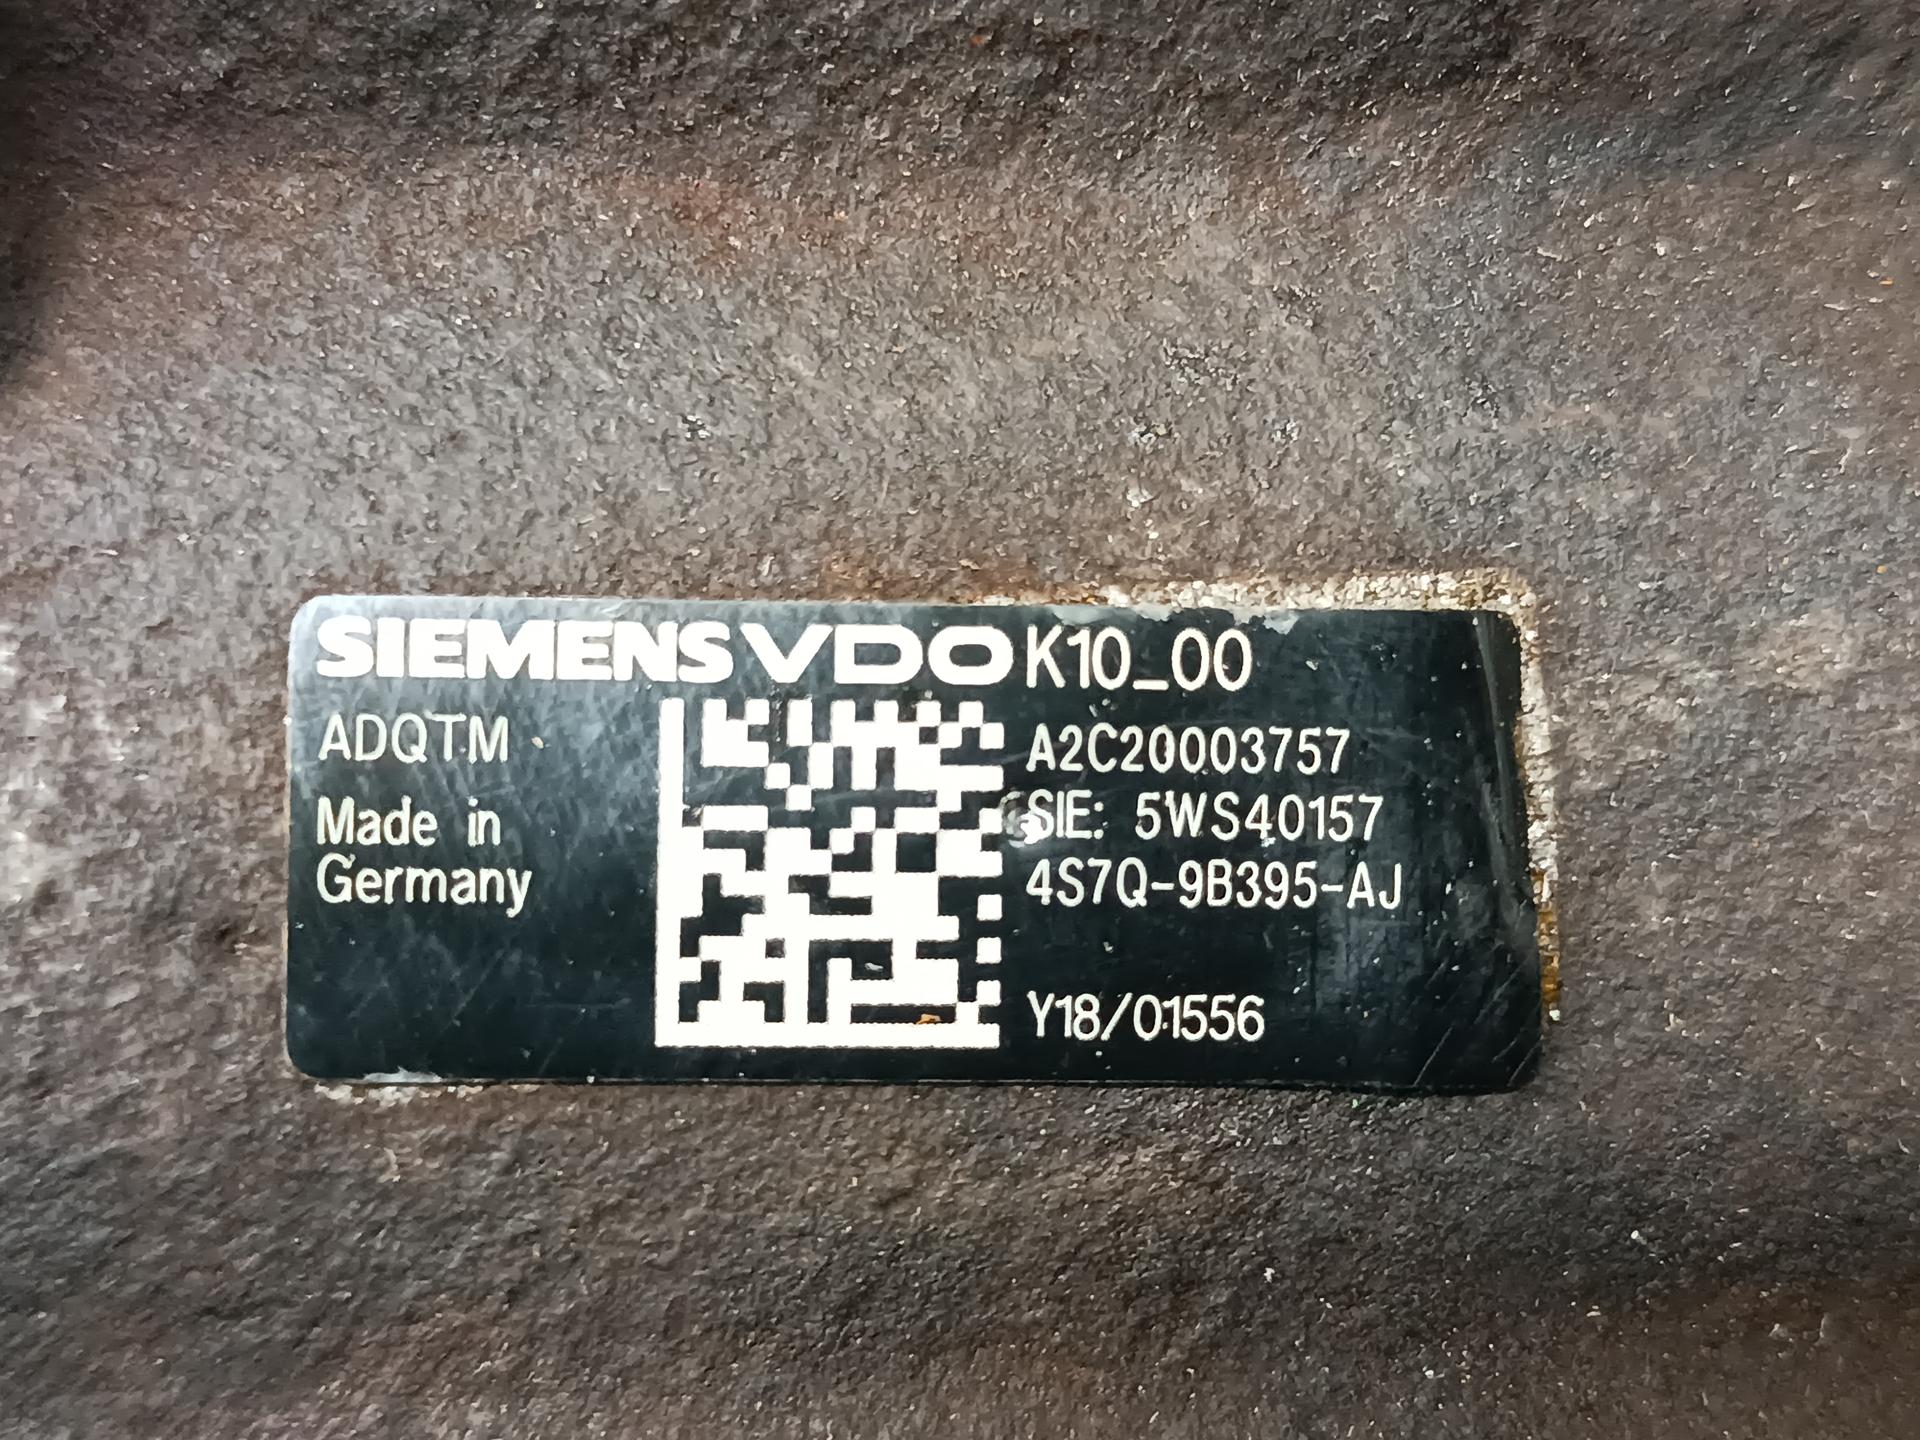 SIEMENS VDO K10_00
ADQTM
Made in
Germany
A2C20003757
SIE: 5WS40157
4S7Q-9B395-AJ
Y18/01556